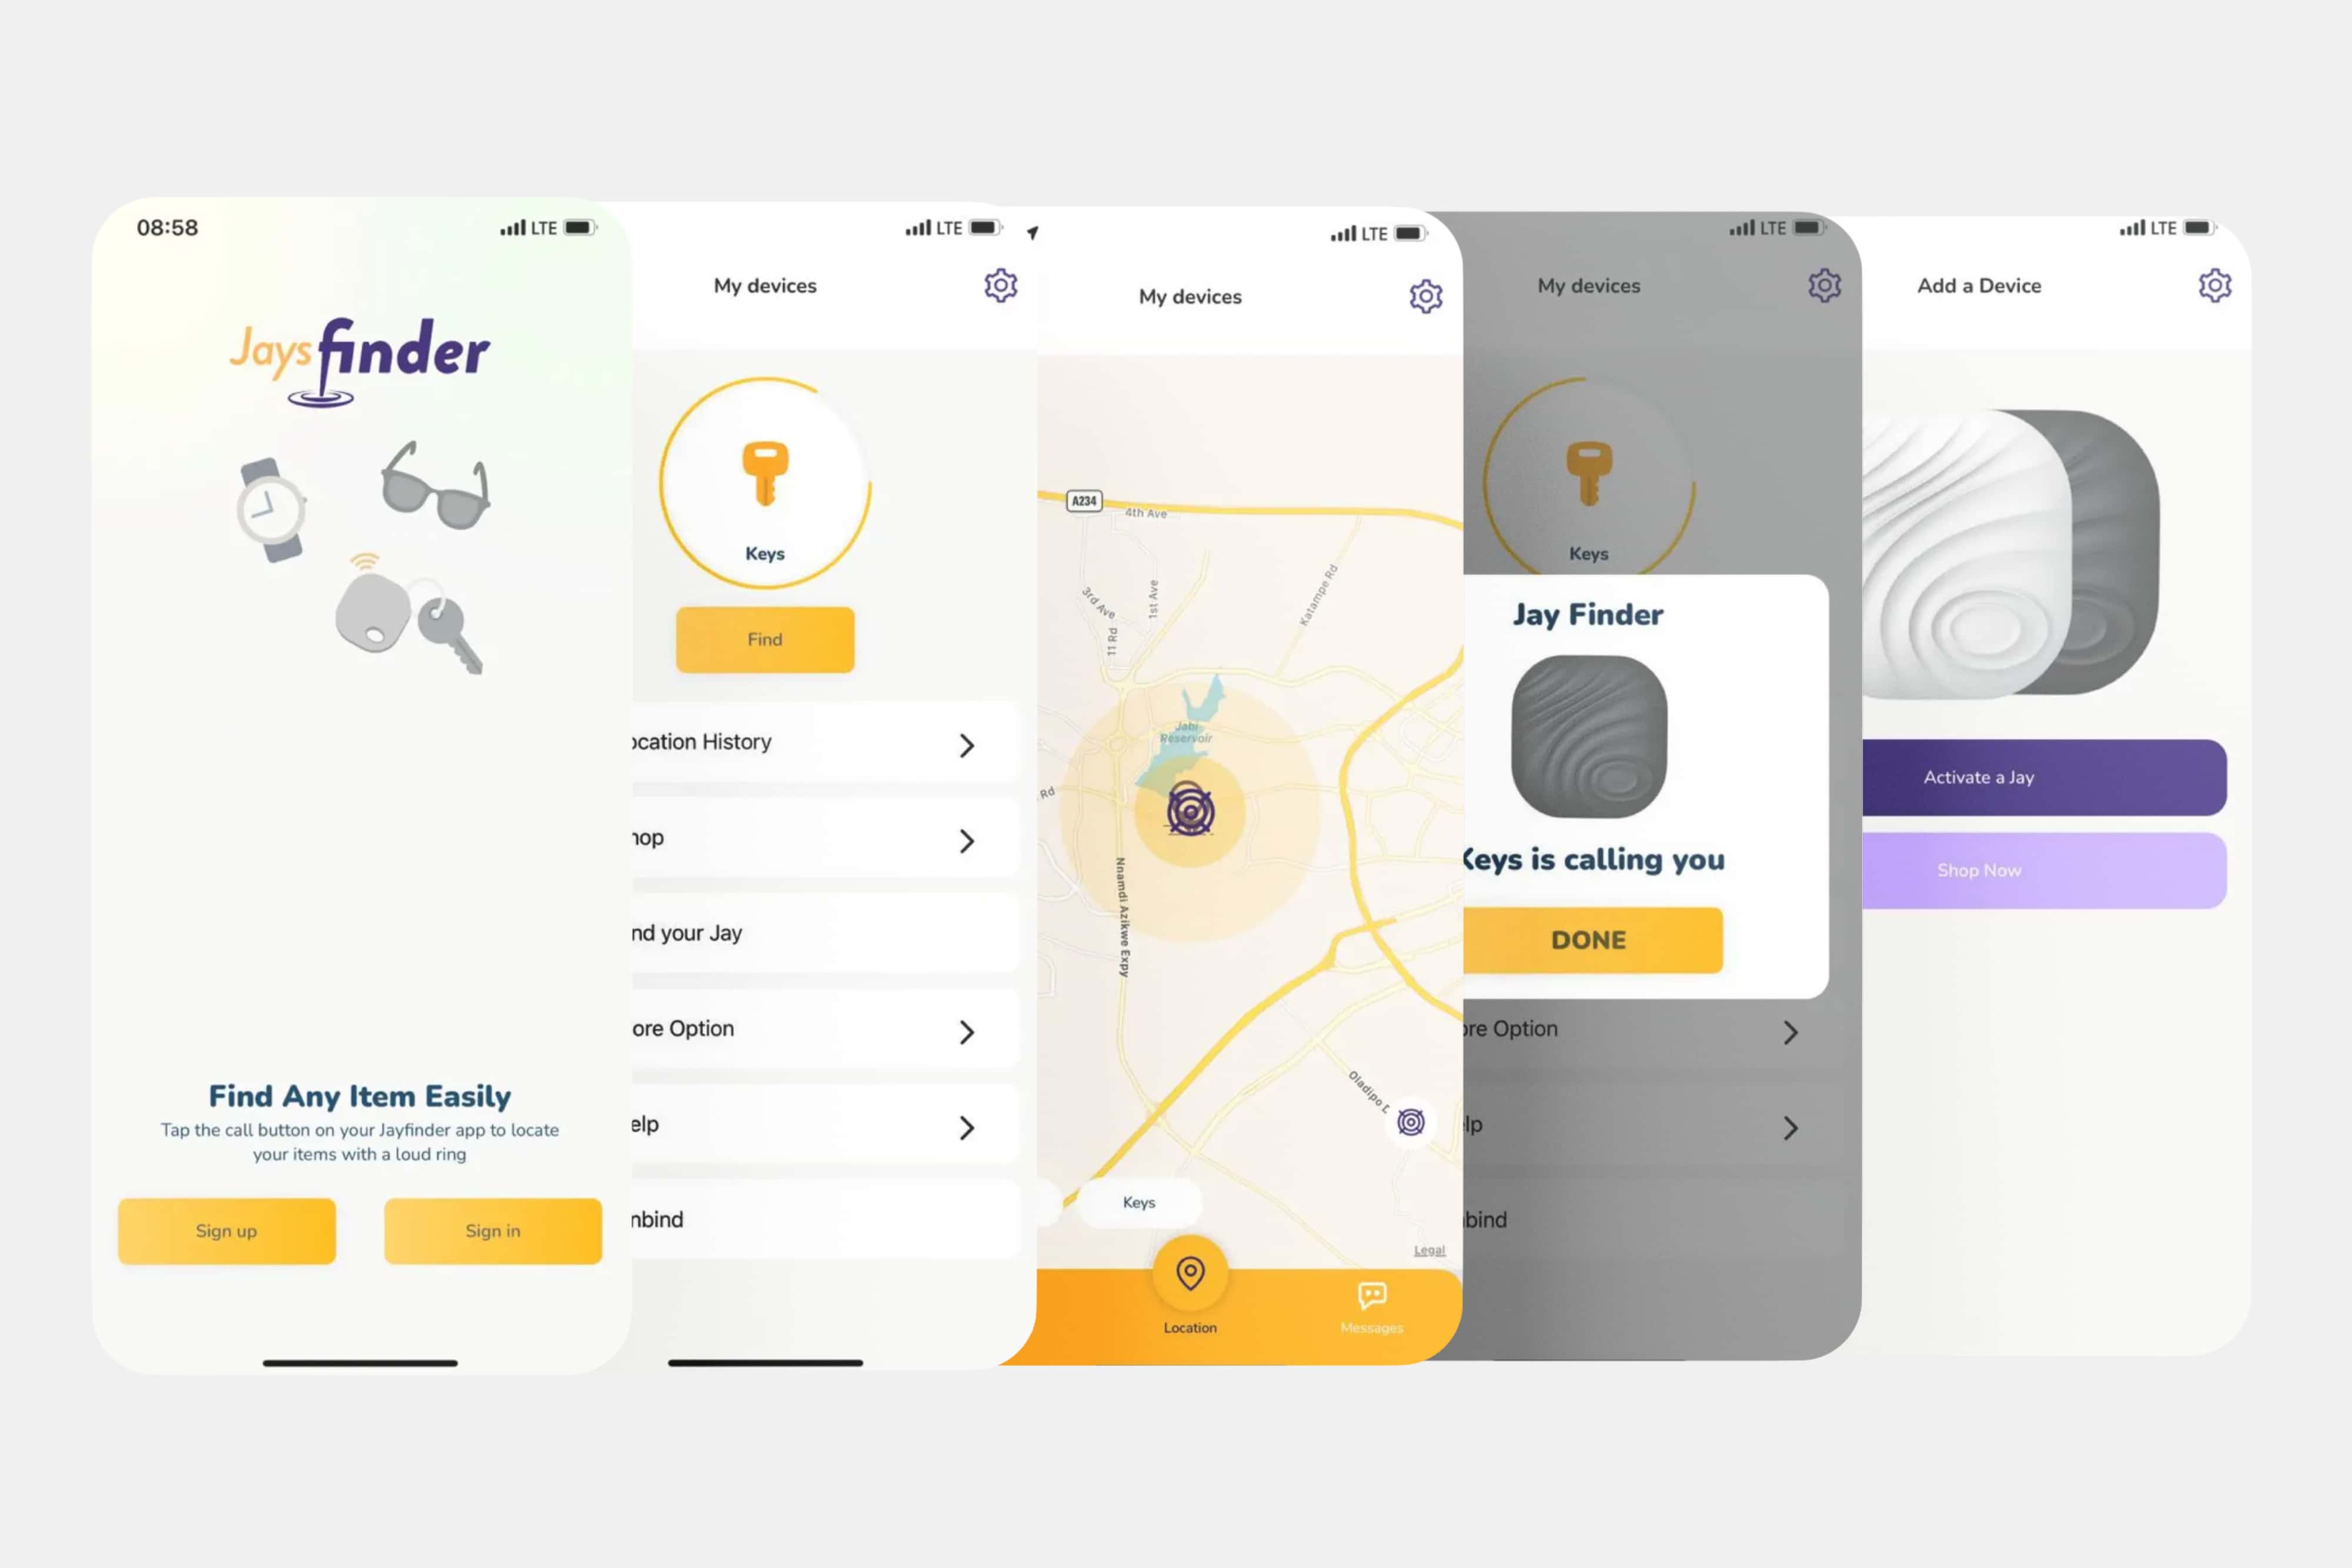 08:58
LTE
Jaysfinder
Find Any Item Easily
Tap the call button on your Jayfinder app to locate
your items with a loud ring
Sign up
Sign in
LTE
My devices
Keys
Find
ocation History
hop
nd your Jay
ore Option
elp
nbind
LTE
My devices
A234
4th Ave
3rd Ave
1st Ave
11 Rd
Katampe Rd
Jabi
Reservoir
Rd
Nnamdi Azikwe Expy
Oladipo
Keys
Legal
Location
Messages
LTE
My devices
Keys
Jay Finder
Keys is calling you
DONE
ore Option
lp
bind
LTE
Add a Device
Activate a Jay
Shop Now